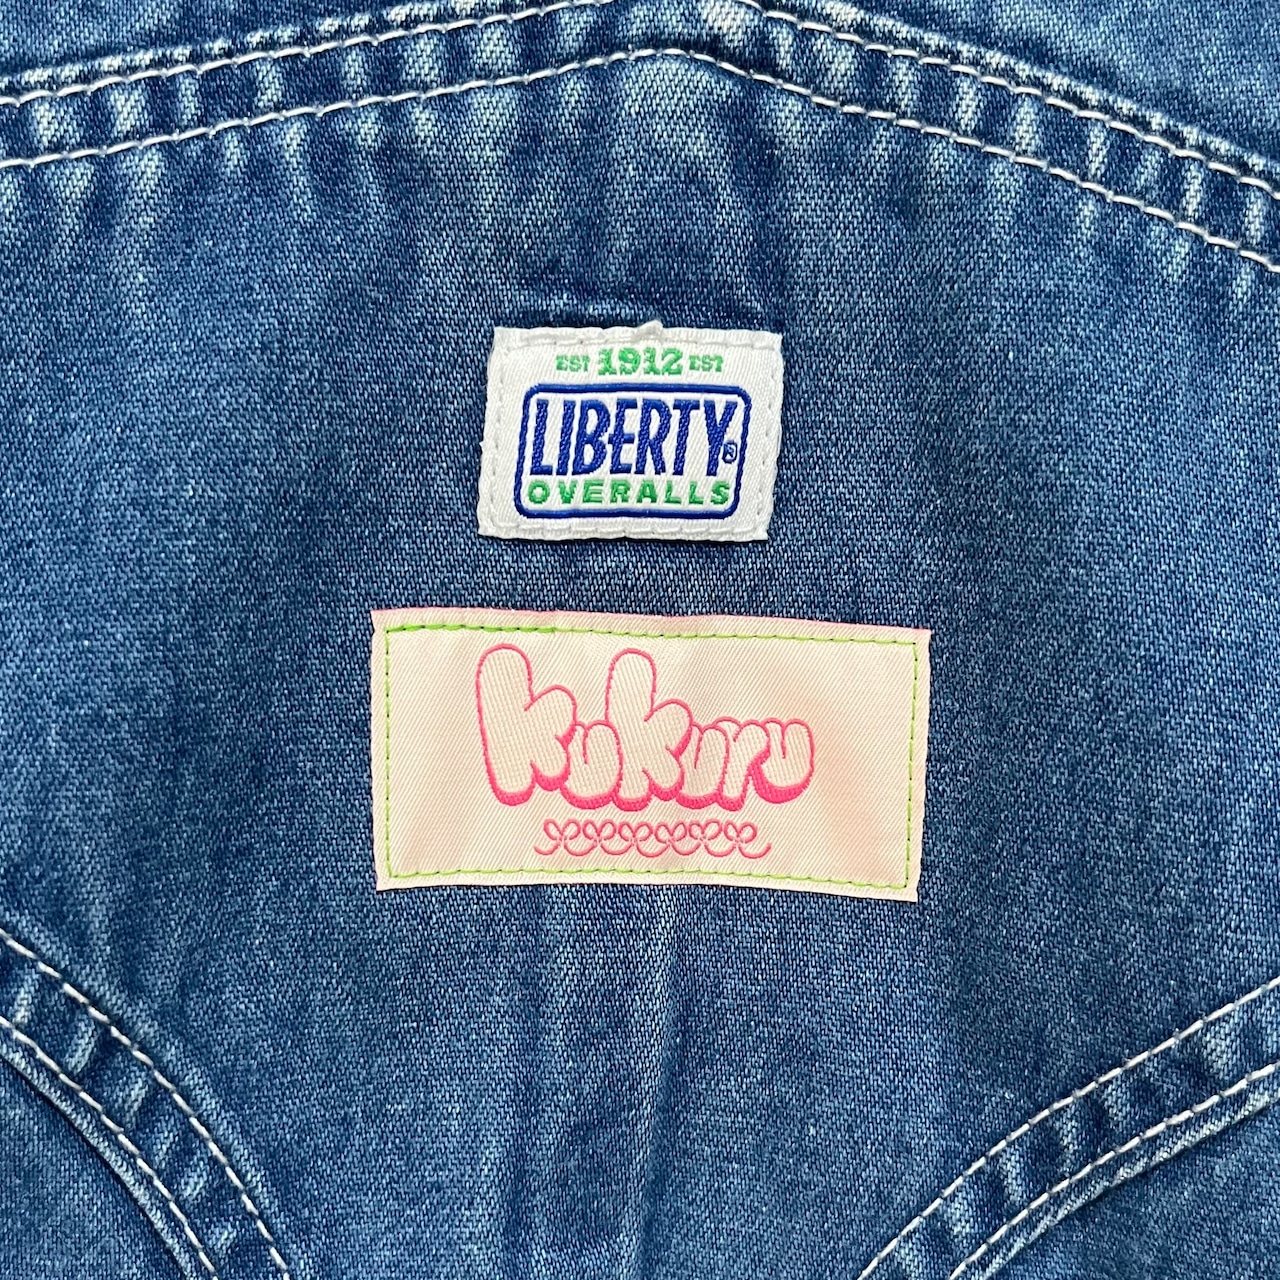 EST 1912 EST
LIBERTY®
OVERALLS
kukuru